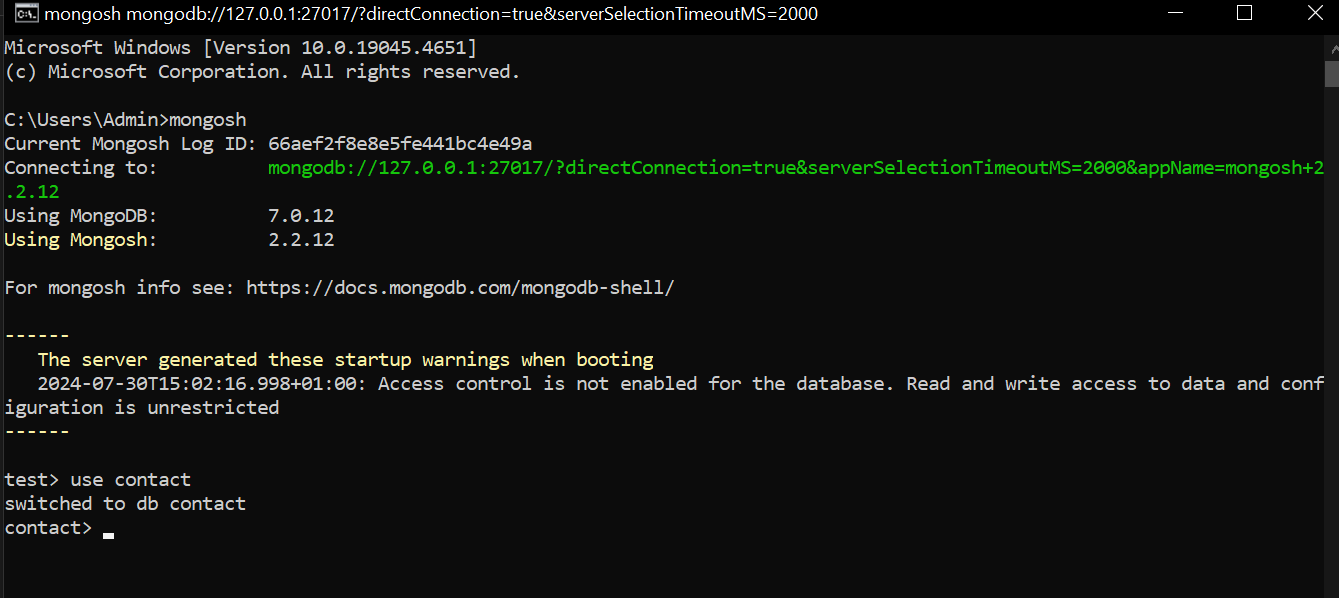 mongosh mongodb://127.0.0.1:27017/?directConnection=true&serverSelectionTimeoutMS=2000
Microsoft Windows [Version 10.0.19045.4651]
(c) Microsoft Corporation. All rights reserved.
C:\Users\Admin>mongosh
Current Mongosh Log ID: 66aef2f8e8e5fe441bc4e49a
Connecting to:          mongodb://127.0.0.1:27017/?directConnection=true&serverSelectionTimeoutMS=2000&appName=mongosh+2
.2.12
Using MongoDB:          7.0.12
Using Mongosh:          2.2.12
For mongosh info see: https://docs.mongodb.com/mongodb-shell/
------
   The server generated these startup warnings when booting
   2024-07-30T15:02:16.998+01:00: Access control is not enabled for the database. Read and write access to data and conf
iguration is unrestricted
------
test> use contact
switched to db contact
contact>